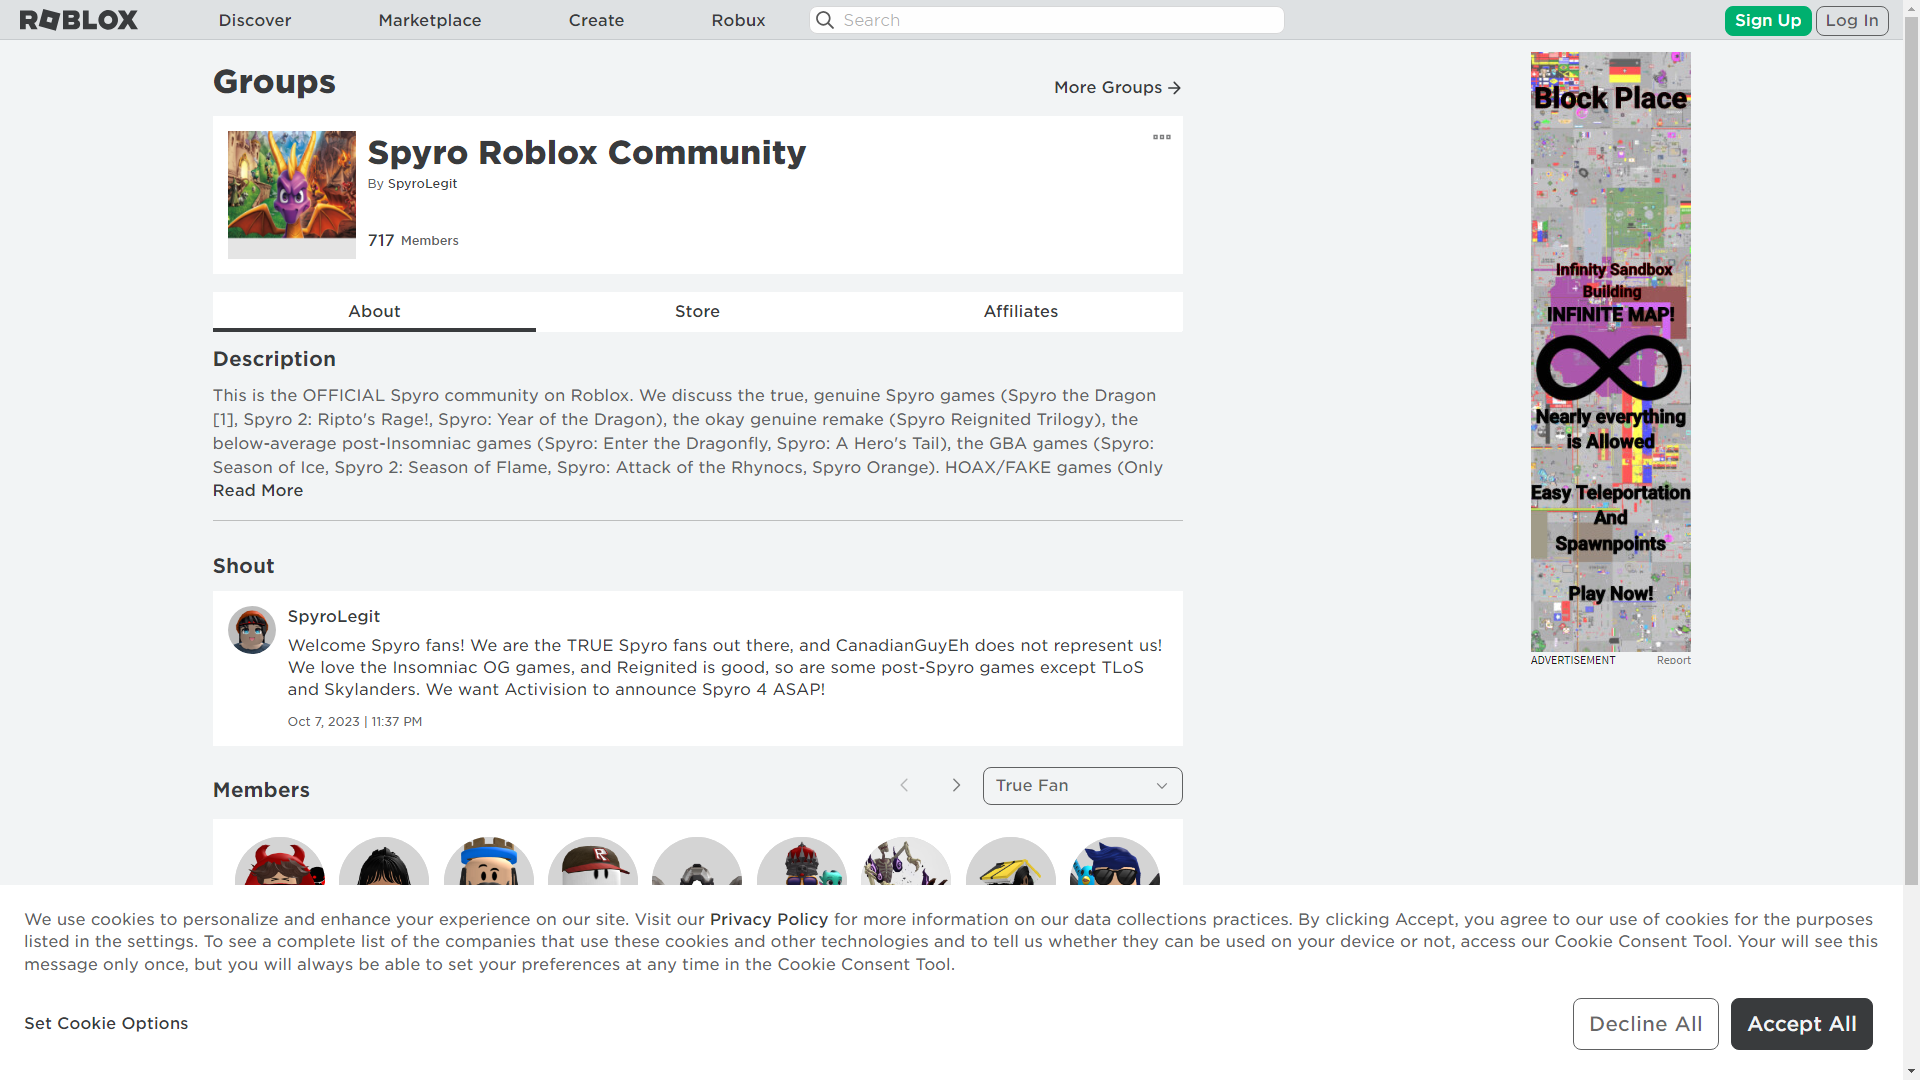 ROBLOX Discover Marketplace Create Robux Search Sign Up Log In
Groups
More Groups
Spyro Roblox Community
By SpyroLegit
717 Members
About Store Affiliates
Description
This is the OFFICIAL Spyro community on Roblox. We discuss the true, genuine Spyro games (Spyro the Dragon
[1], Spyro 2: Ripto's Rage!, Spyro: Year of the Dragon), the okay genuine remake (Spyro Reignited Trilogy), the
below-average post-Insomniac games (Spyro: Enter the Dragonfly, Spyro: A Hero's Tail), the GBA games (Spyro:
Season of Ice, Spyro 2: Season of Flame, Spyro: Attack of the Rhynocs, Spyro Orange). HOAX/FAKE games (Only
Read More
Shout
SpyroLegit
Welcome Spyro fans! We are the TRUE Spyro fans out there, and CanadianGuyEh does not represent us!
We love the Insomniac OG games, and Reignited is good, so are some post-Spyro games except TLoS
and Skylanders. We want Activision to announce Spyro 4 ASAP!
Oct 7, 2023 | 11:37 PM
Members
True Fan
Block Place
Infinity Sandbox
Building
INFINITE MAP!
Nearly everything
is Allowed
Easy Teleportation
And
Spawnpoints
Play Now!
ADVERTISEMENT Report
We use cookies to personalize and enhance your experience on our site. Visit our Privacy Policy for more information on our data collections practices. By clicking Accept, you agree to our use of cookies for the purposes
listed in the settings. To see a complete list of the companies that use these cookies and other technologies and to tell us whether they can be used on your device or not, access our Cookie Consent Tool. Your will see this
message only once, but you will always be able to set your preferences at any time in the Cookie Consent Tool.
Set Cookie Options
Decline All
Accept All